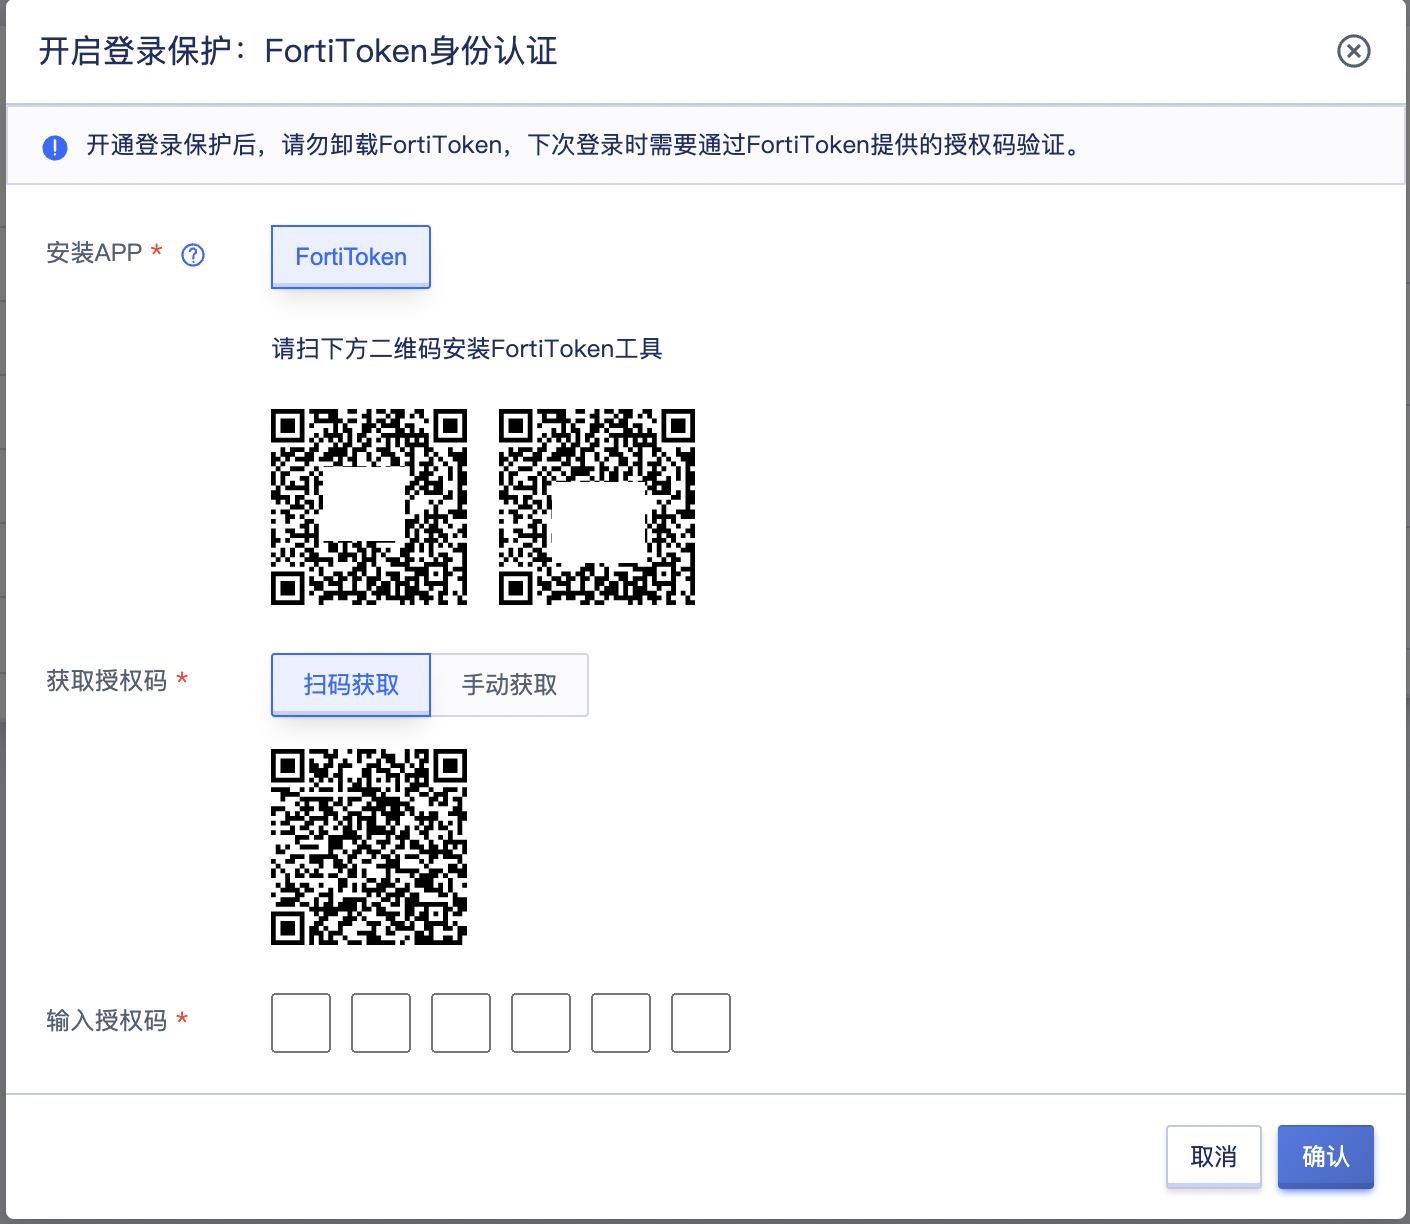 开启登录保护：FortiToken身份认证
开通登录保护后，请勿卸载FortiToken，下次登录时需要通过FortiToken提供的授权码验证。
安装APP *
FortiToken
请扫下方二维码安装FortiToken工具
获取授权码 *
扫码获取
手动获取
输入授权码 *
取消
确认